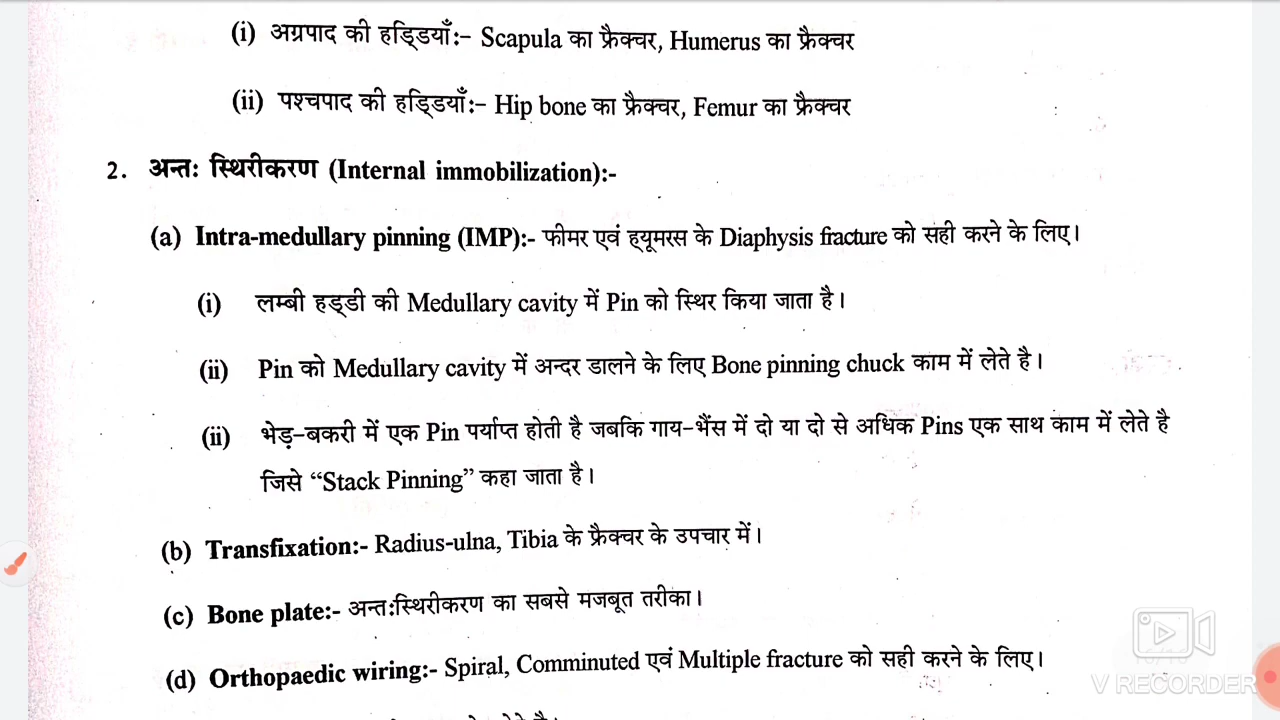 (i) अग्रपाद की हड्डियाँ:- Scapula का फ्रैक्चर, Humerus का फ्रैक्चर
(ii) पश्चपाद की हड्डियाँ:- Hip bone का फ्रैक्चर, Femur का फ्रैक्चर
2. अन्तः स्थिरीकरण (Internal immobilization):-
(a) Intra-medullary pinning (IMP):- फीमर एवं ह्यूमरस के Diaphysis fracture को सही करने के लिए।
(i) लम्बी हड्डी की Medullary cavity में Pin को स्थिर किया जाता है।
(ii) Pin को Medullary cavity में अन्दर डालने के लिए Bone pinning chuck काम में लेते है।
(ii) भेड़-बकरी में एक Pin पर्याप्त होती है जबकि गाय-भैंस में दो या दो से अधिक Pins एक साथ काम में लेते है
जिसे “Stack Pinning” कहा जाता है।
(b) Transfixation:- Radius-ulna, Tibia के फ्रैक्चर के उपचार में।
(c) Bone plate:- अन्तःस्थिरीकरण का सबसे मजबूत तरीका।
(d) Orthopaedic wiring:- Spiral, Comminuted एवं Multiple fracture को सही करने के लिए।
V RECORDER